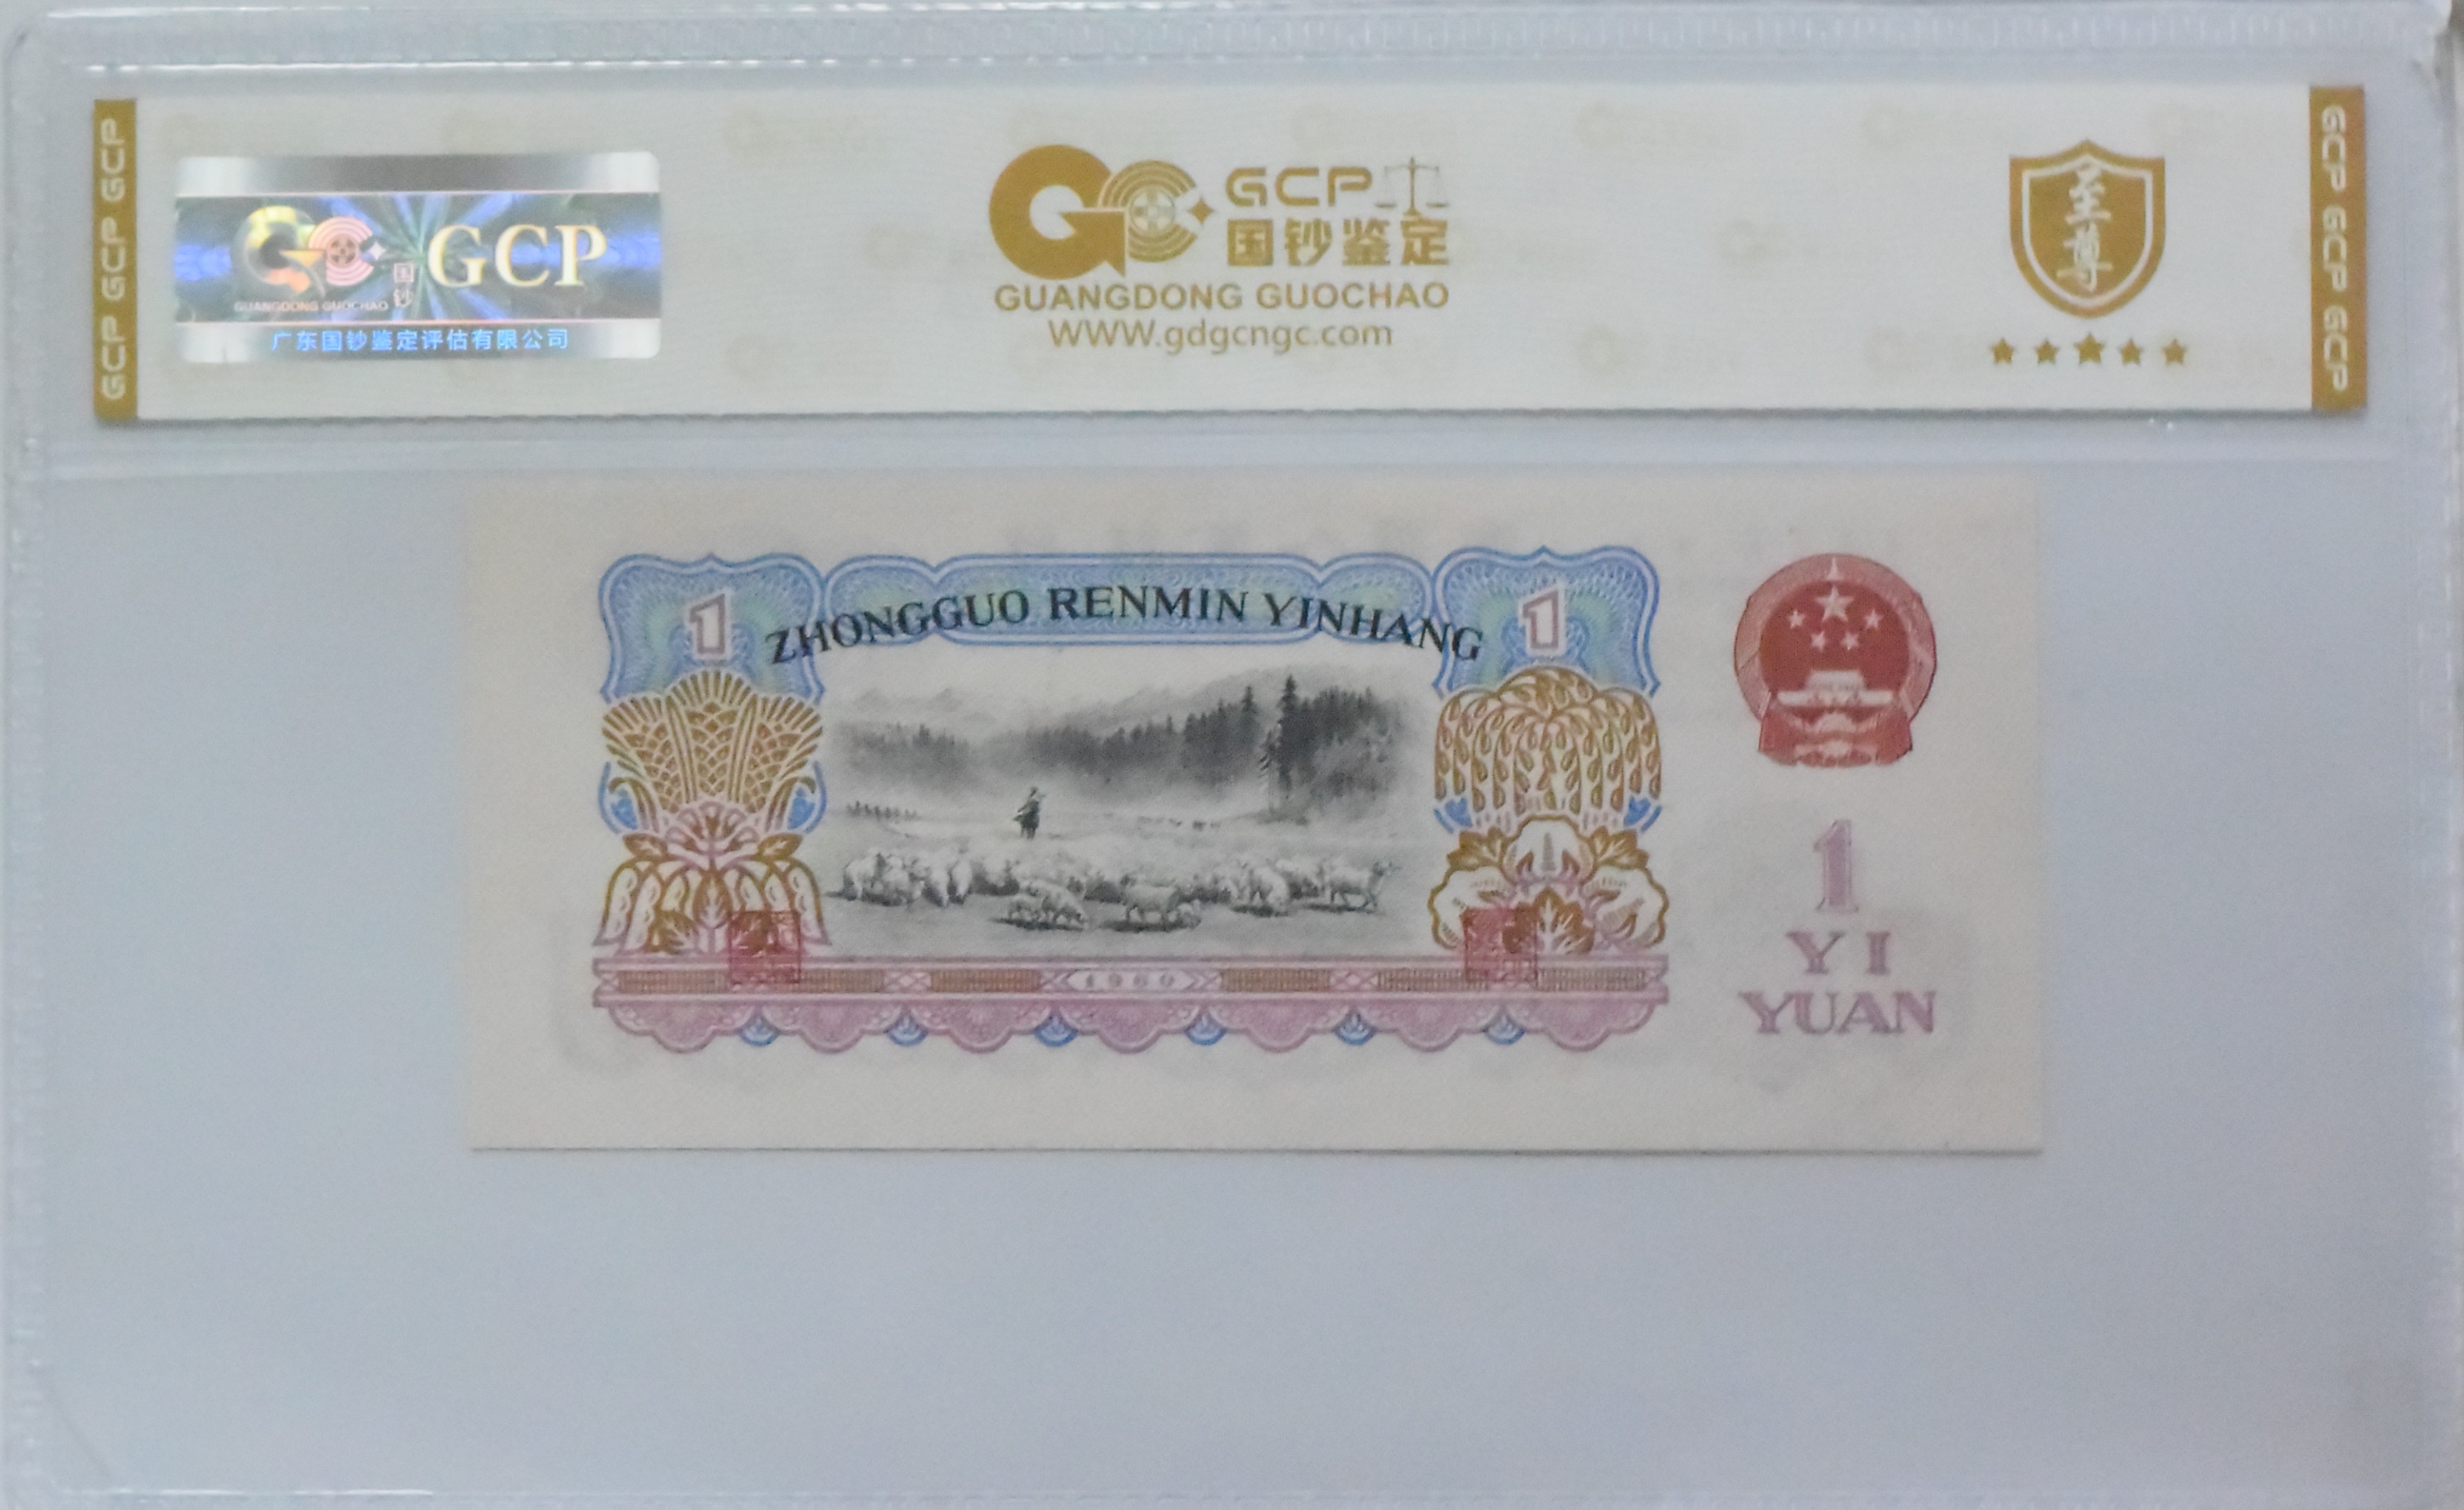 GCP GCP GCP
国钞
GCP
GUANGDONG GUOCHAO
广东国钞鉴定评估有限公司
GCP
国钞鉴定
GUANGDONG GUOCHAO
WWW.gdgcngc.com
至尊
GCP GCP GCP
1
ZHONGGUO RENMIN YINHANG
1
1960
1
YI
YUAN